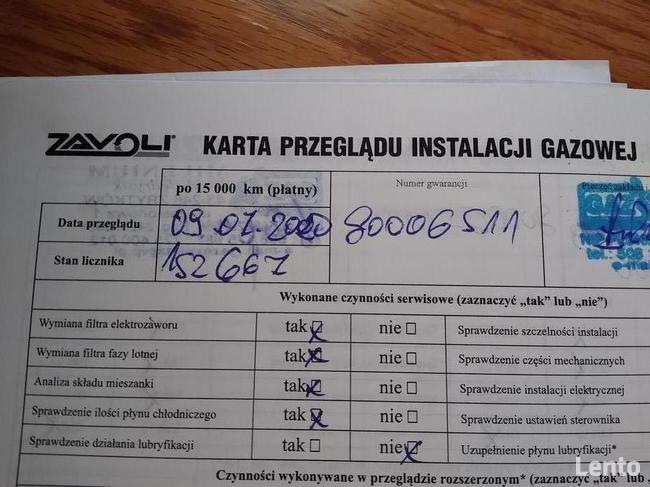 ZAVOLI KARTA PRZEGLĄDU INSTALACJI GAZOWEJ
po 15 000 km (płatny) Numer gwarancji
Data przeglądu 09.07.2020 80006511
Stan licznika 152667
Wykonane czynności serwisowe (zaznaczyć „tak” lub „nie”)
Wymiana filtra elektrozaworu tak nie Sprawdzenie szczelności instalacji
Wymiana filtra fazy lotnej tak nie Sprawdzenie części mechanicznych
Analiza składu mieszanki tak nie Sprawdzenie instalacji elektrycznej
Sprawdzenie ilości płynu chłodniczego tak nie Sprawdzenie ustawień sterownika
Sprawdzenie działania lubryfikacji tak nie Uzupełnienie płynu lubryfikacji*
Czynności wykonywane w przeglądzie rozszerzonym* (zaznaczyć „tak” lub
Lento